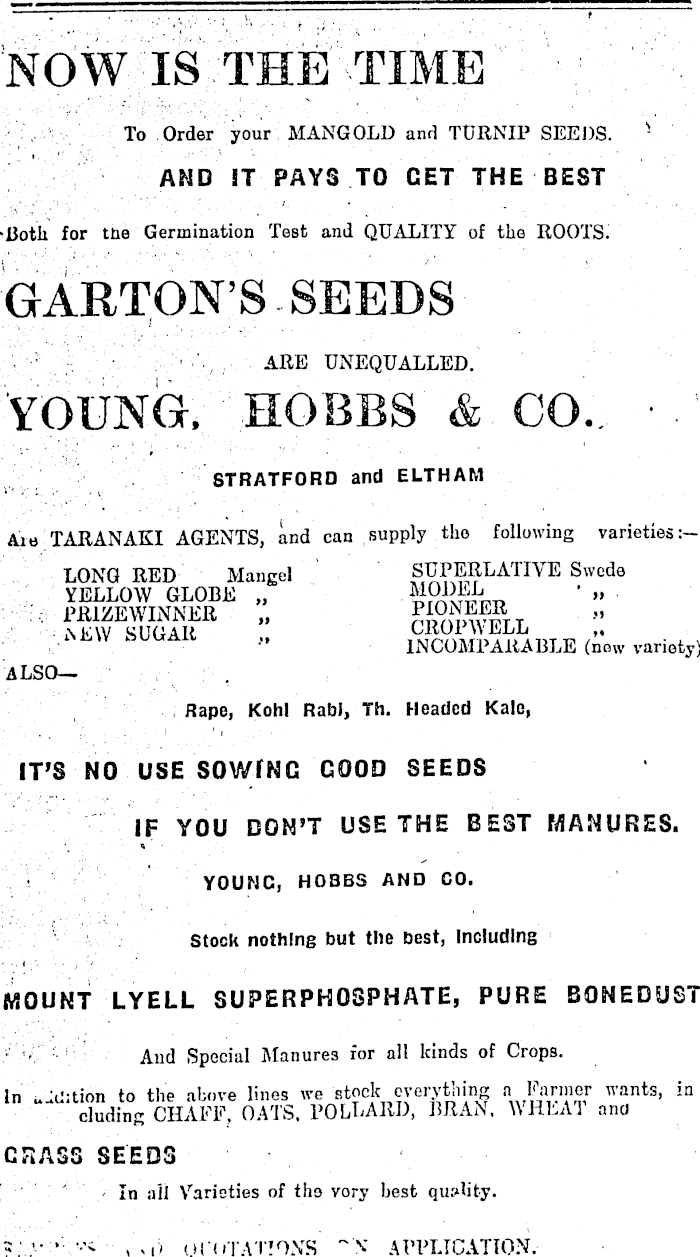 NOW IS THE TIME
To Order your MANGOLD and TURNIP SEEDS.
AND IT PAYS TO GET THE BEST
Both for the Germination Test and QUALITY of the ROOTS.
GARTON'S SEEDS
ARE UNEQUALLED.
YOUNG, HOBBS & CO.
STRATFORD and ELTHAM
Are TARANAKI AGENTS, and can supply the following varieties:—
LONG RED Mangel
YELLOW GLOBE „
PRIZEWINNER „
NEW SUGAR „
SUPERLATIVE Swede
MODEL „
PIONEER „
CROPWELL „
INCOMPARABLE (new variety)
ALSO—
Rape, Kohl Rabi, Th. Headed Kale,
IT'S NO USE SOWING GOOD SEEDS
IF YOU DON'T USE THE BEST MANURES.
YOUNG, HOBBS AND CO.
Stock nothing but the best, including
MOUNT LYELL SUPERPHOSPHATE, PURE BONEDUST
And Special Manures for all kinds of Crops.
In addition to the above lines we stock everything a Farmer wants, in
cluding CHAFF, OATS, POLLARD, BRAN, WHEAT and
GRASS SEEDS
In all Varieties of the very best quality.
QUOTATIONS ON APPLICATION.